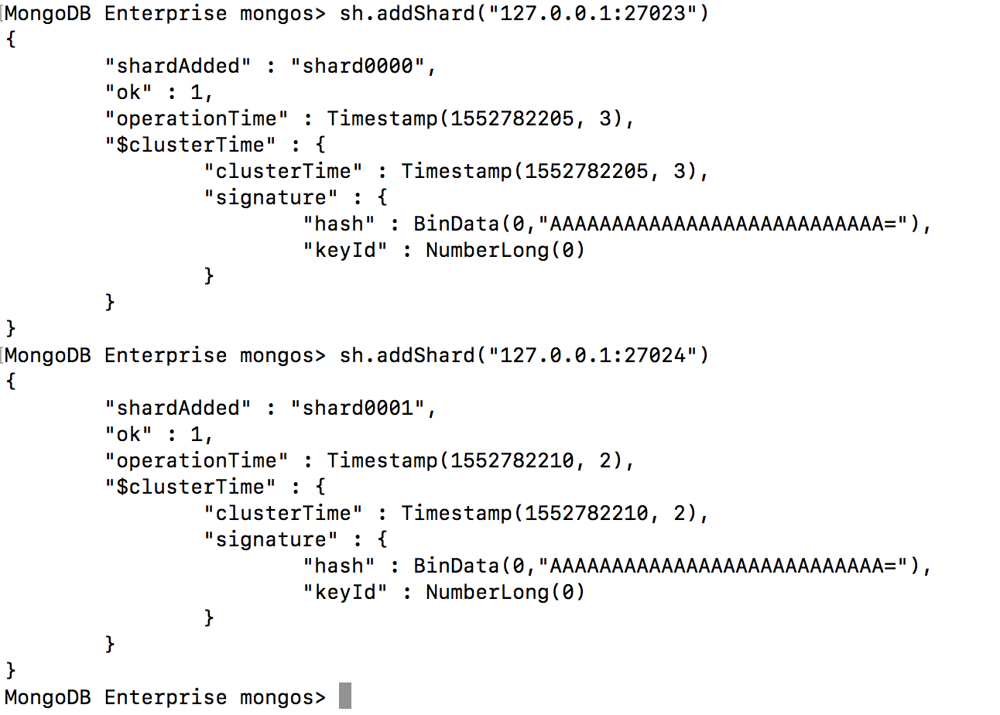 MongoDB Enterprise mongos> sh.addShard("127.0.0.1:27023")
{
        "shardAdded" : "shard0000",
        "ok" : 1,
        "operationTime" : Timestamp(1552782205, 3),
        "$clusterTime" : {
                "clusterTime" : Timestamp(1552782205, 3),
                "signature" : {
                        "hash" : BinData(0,"AAAAAAAAAAAAAAAAAAAAAAAAAAA="),
                        "keyId" : NumberLong(0)
                }
        }
}
MongoDB Enterprise mongos> sh.addShard("127.0.0.1:27024")
{
        "shardAdded" : "shard0001",
        "ok" : 1,
        "operationTime" : Timestamp(1552782210, 2),
        "$clusterTime" : {
                "clusterTime" : Timestamp(1552782210, 2),
                "signature" : {
                        "hash" : BinData(0,"AAAAAAAAAAAAAAAAAAAAAAAAAAA="),
                        "keyId" : NumberLong(0)
                }
        }
}
MongoDB Enterprise mongos>